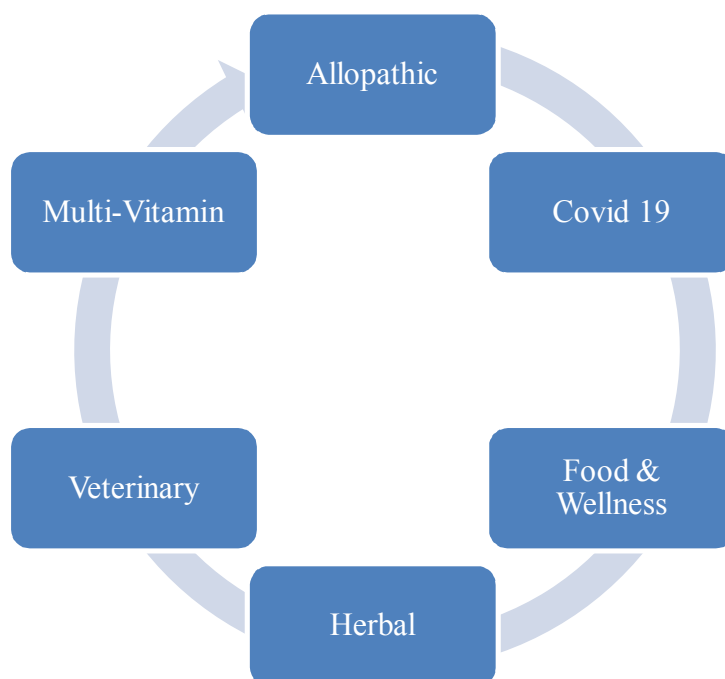 Allopathic
Covid 19
Food &
Wellness
Herbal
Veterinary
Multi-Vitamin